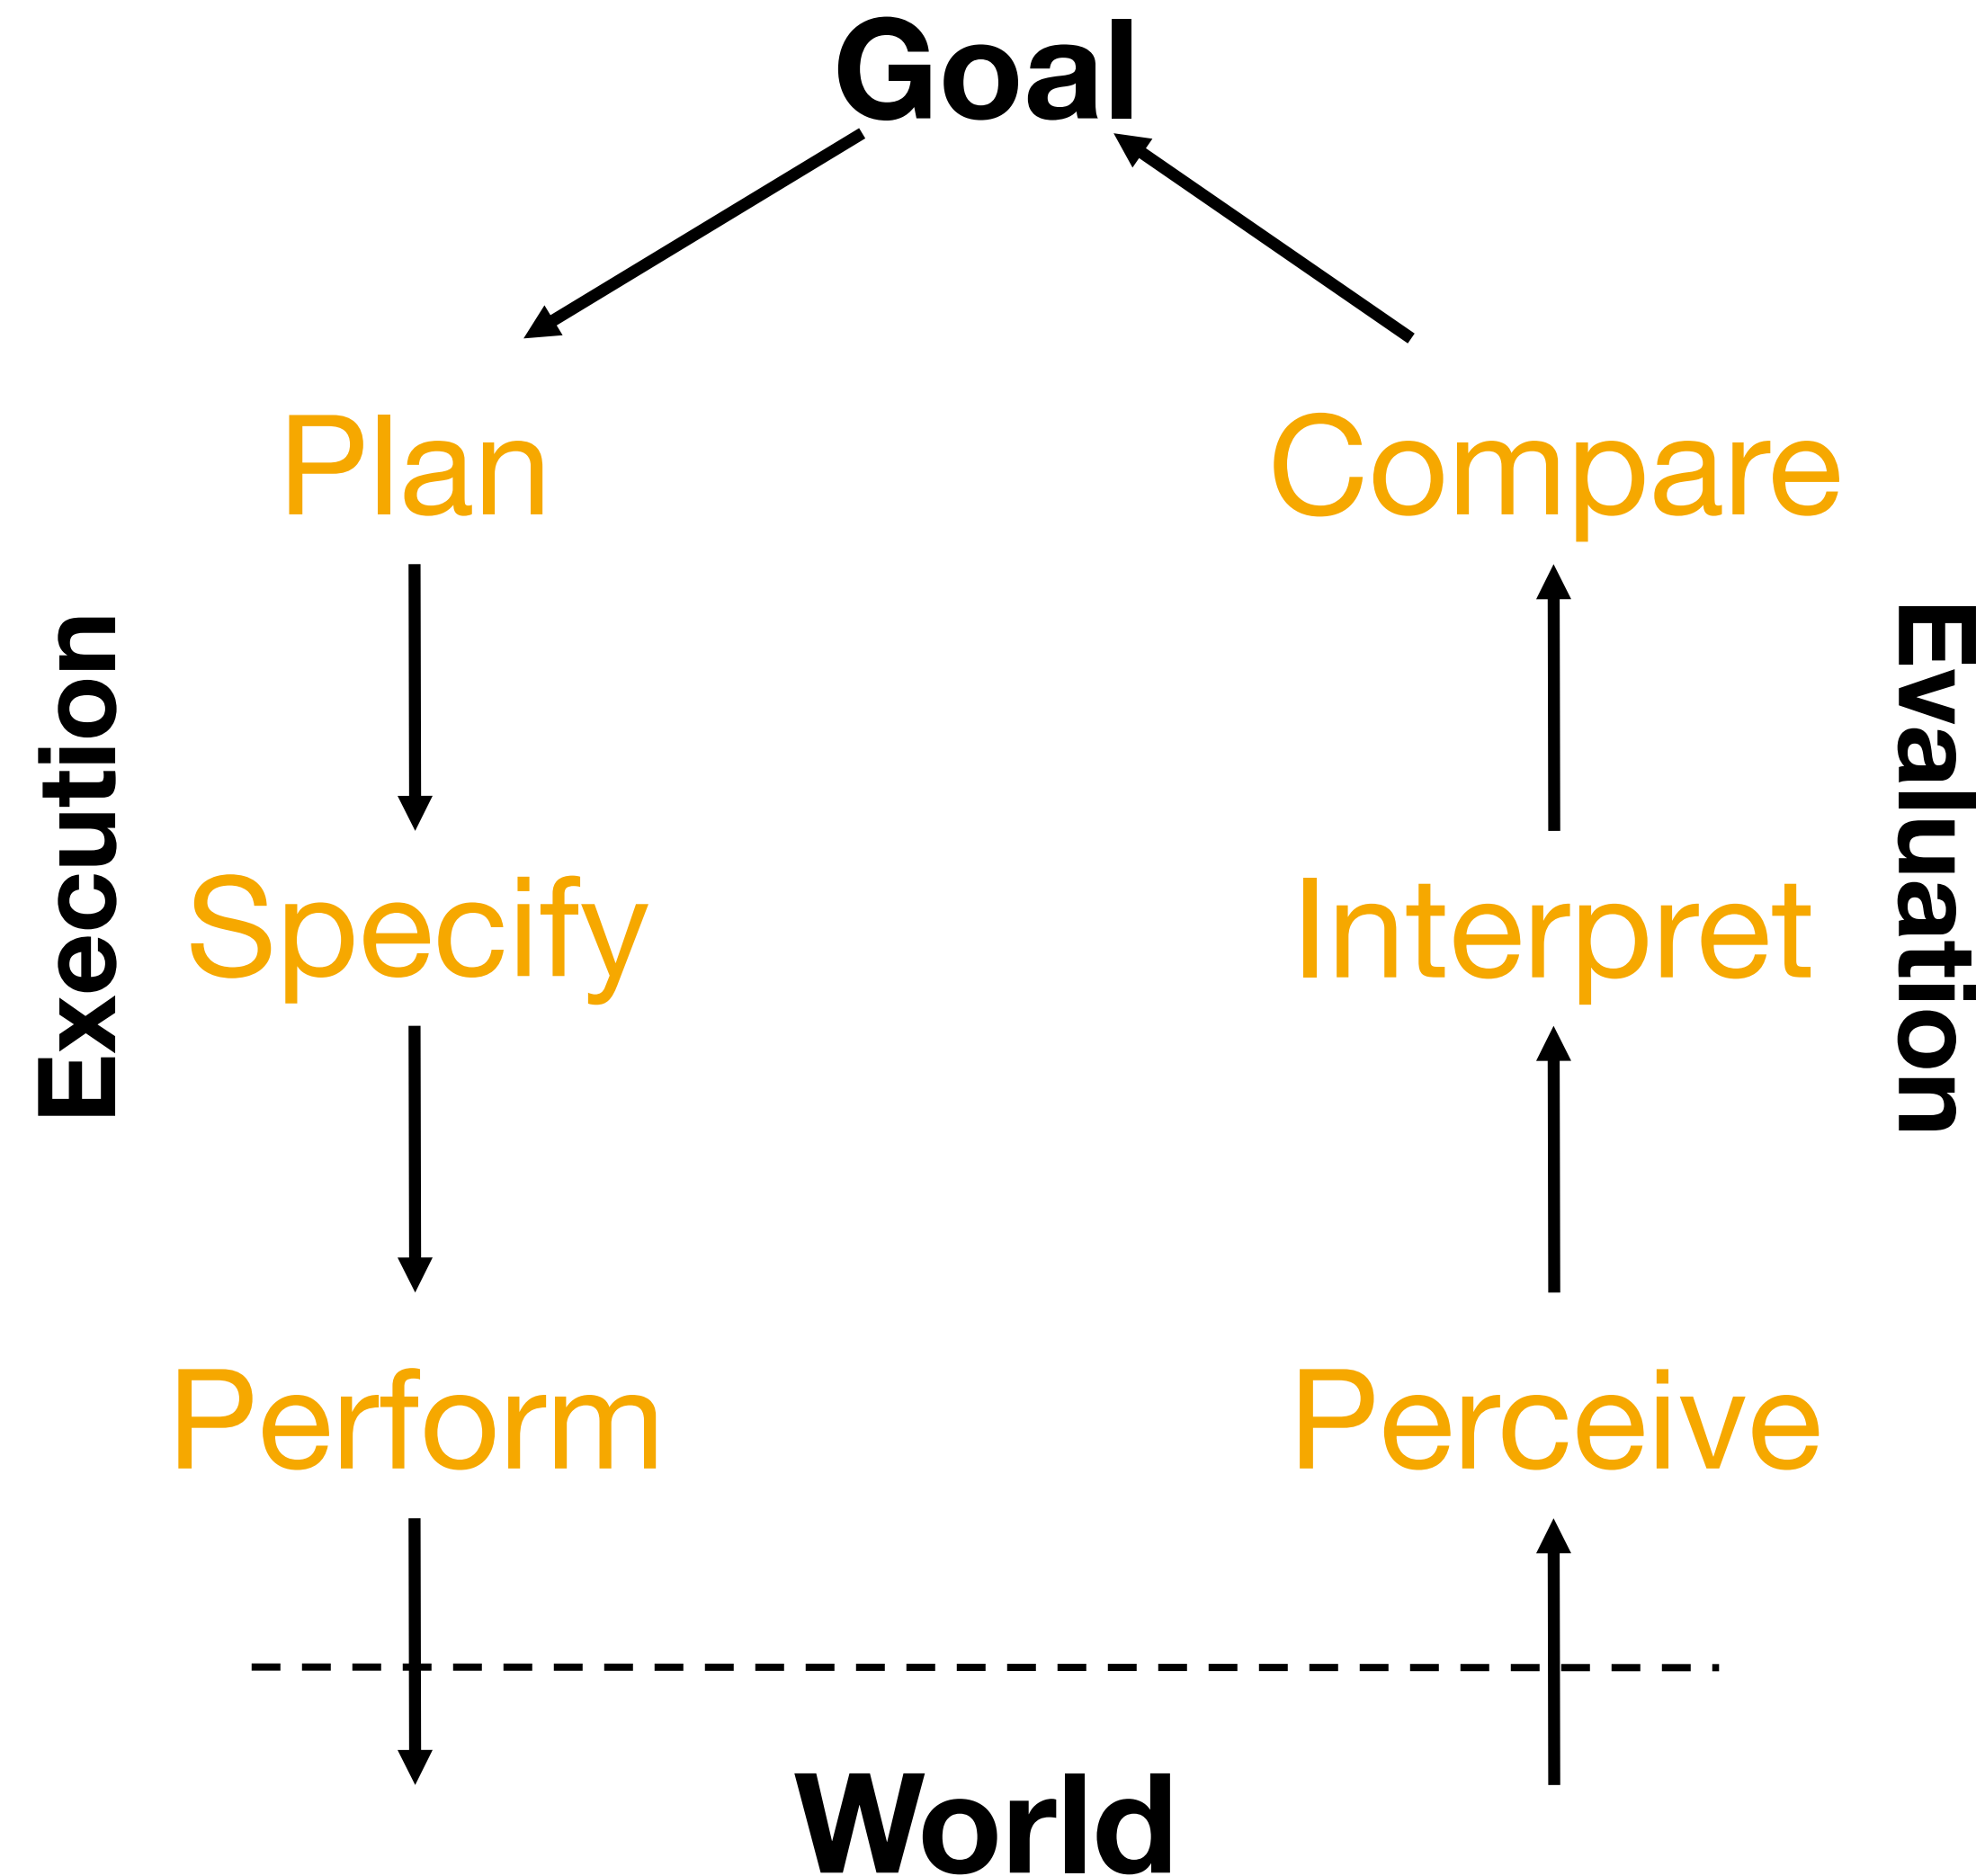 Goal
Plan
Compare
Execution
Evaluation
Specify
Interpret
Perform
Perceive
World